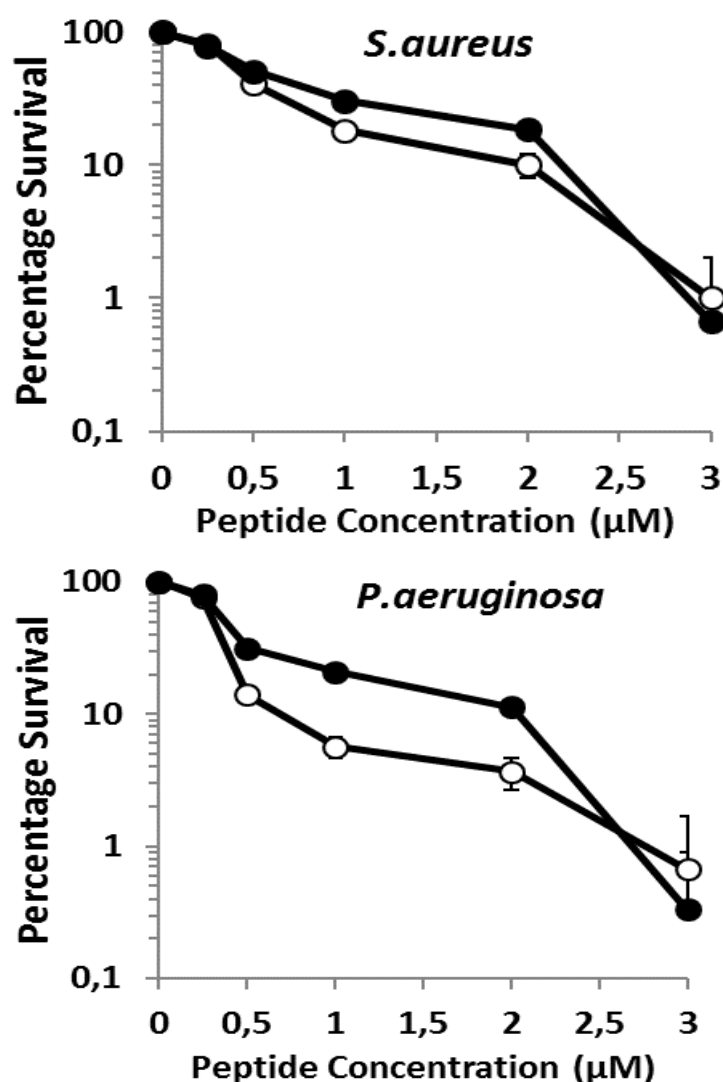 S.aureus
Percentage Survival
100
10
1
0,1
0 0,5 1 1,5 2 2,5 3
Peptide Concentration (µM)
P.aeruginosa
Percentage Survival
100
10
1
0,1
0 0,5 1 1,5 2 2,5 3
Peptide Concentration (µM)